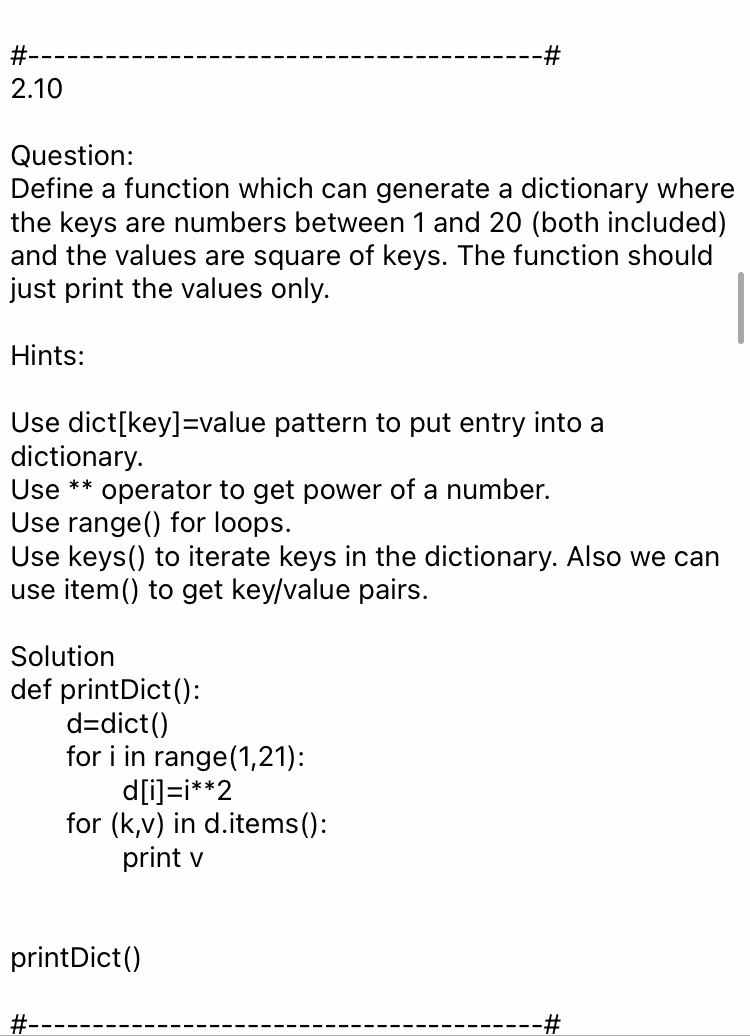 #----------------------------------------#
2.10
Question:
Define a function which can generate a dictionary where
the keys are numbers between 1 and 20 (both included)
and the values are square of keys. The function should
just print the values only.
Hints:
Use dict[key]=value pattern to put entry into a
dictionary.
Use ** operator to get power of a number.
Use range() for loops.
Use keys() to iterate keys in the dictionary. Also we can
use item() to get key/value pairs.
Solution
def printDict():
d=dict()
for i in range(1,21):
d[i]=i**2
for (k,v) in d.items():
print v
printDict()
#----------------------------------------#